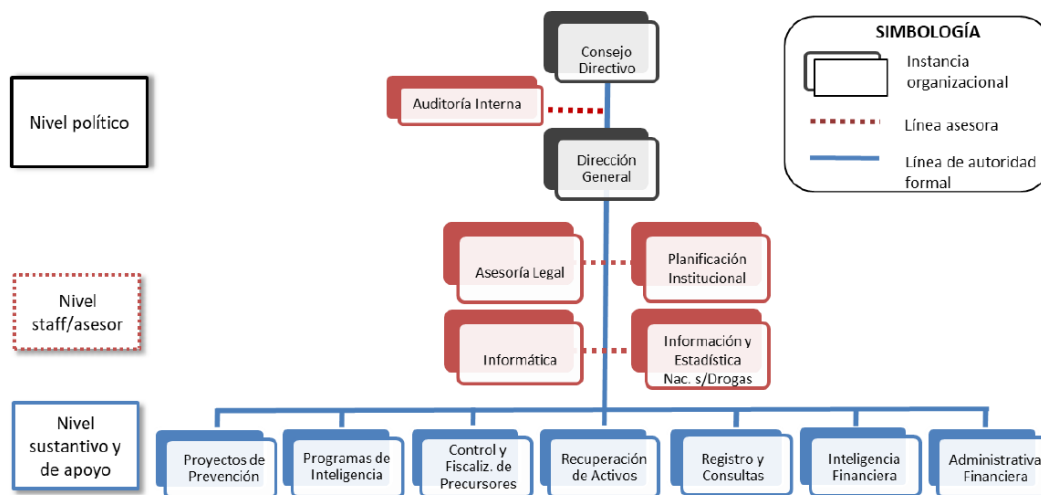 SIMBOLOGÍA
Instancia
organizacional
Línea asesora
Línea de autoridad
formal
Consejo
Directivo
Auditoría Interna
Nivel político
Dirección
General
Asesoría Legal
Planificación
Institucional
Nivel
staff/asesor
Informática
Información y
Estadística
Nac. s/Drogas
Nivel
sustantivo y
de apoyo
Proyectos de
Prevención
Programas de
Inteligencia
Control y
Fiscaliz. de
Precursores
Recuperación
de Activos
Registro y
Consultas
Inteligencia
Financiera
Administrativa
Financiera